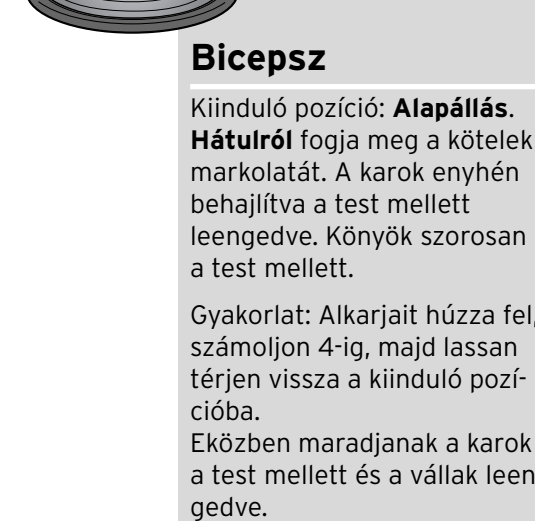 Bicepsz
Kiinduló pozíció: Alapállás.
Hátulról fogja meg a kötelek
markolatát. A karok enyhén
behajlítva a test mellett
leengedve. Könyök szorosan
a test mellett.
Gyakorlat: Alkarjait húzza fel,
számoljon 4-ig, majd lassan
térjen vissza a kiinduló pozí-
cióba.
Eközben maradjanak a karok
a test mellett és a vállak leen
gedve.